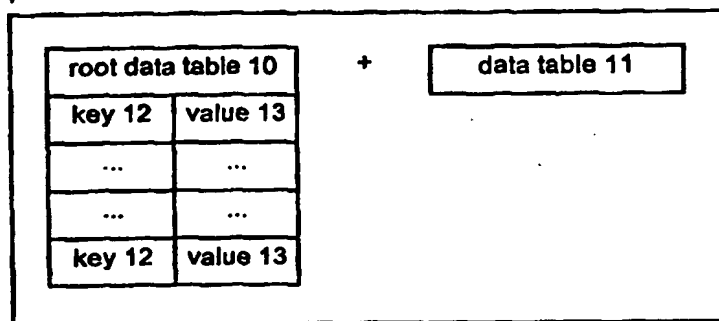 root data table 10 + data table 11
key 12 value 13
... ...
... ...
key 12 value 13